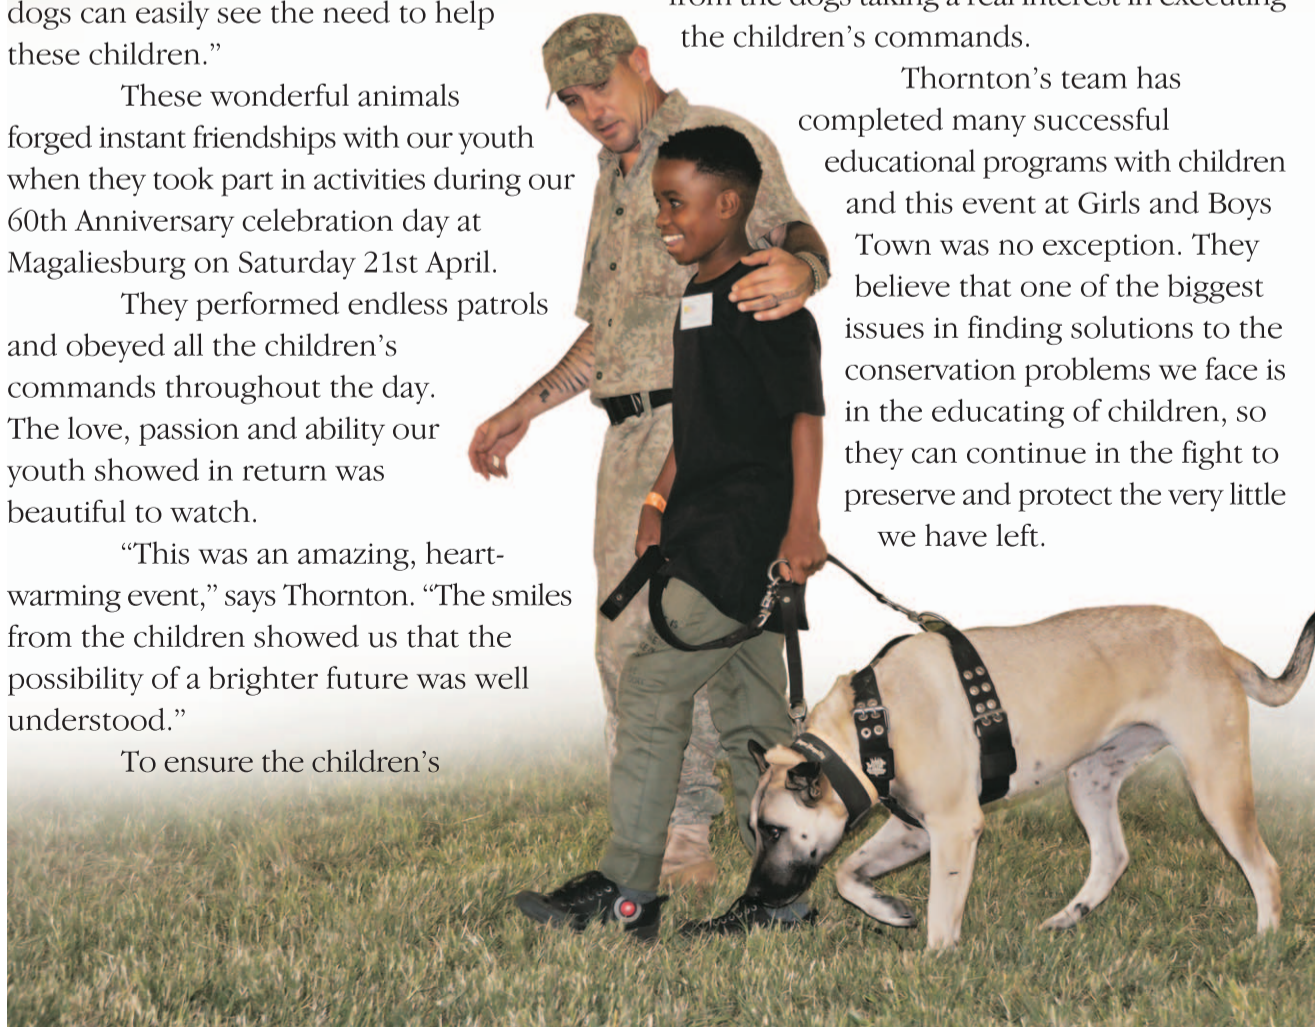 dogs can easily see the need to help
these children.”
These wonderful animals
forged instant friendships with our youth
when they took part in activities during our
60th Anniversary celebration day at
Magaliesburg on Saturday 21st April.
They performed endless patrols
and obeyed all the children’s
commands throughout the day.
The love, passion and ability our
youth showed in return was
beautiful to watch.
“This was an amazing, heart-
warming event,” says Thornton. “The smiles
from the children showed us that the
possibility of a brighter future was well
understood.”
To ensure the children’s
from the dogs taking a real interest in executing
the children’s commands.
Thornton’s team has
completed many successful
educational programs with children
and this event at Girls and Boys
Town was no exception. They
believe that one of the biggest
issues in finding solutions to the
conservation problems we face is
in the educating of children, so
they can continue in the fight to
preserve and protect the very little
we have left.